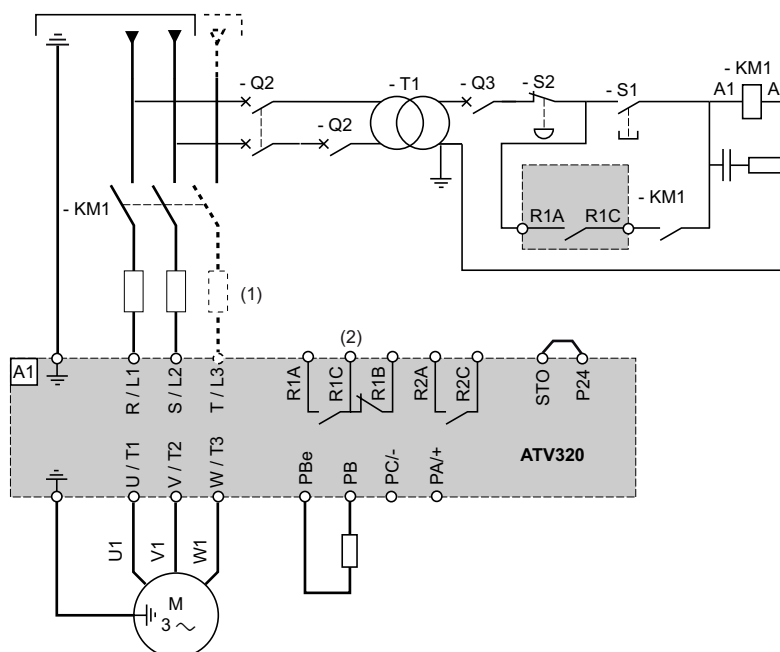 - Q2
- T1
- Q3
- S2
- S1
- KM1
A1
A
- Q2
- KM1
R1A
R1C
- KM1
(1)
(2)
A1
R / L1
S / L2
T / L3
R1A
R1C
R1B
R2A
R2C
STO
P24
ATV320
U / T1
V / T2
W / T3
PBe
PB
PC/-
PA/+
U1
V1
W1
M
3